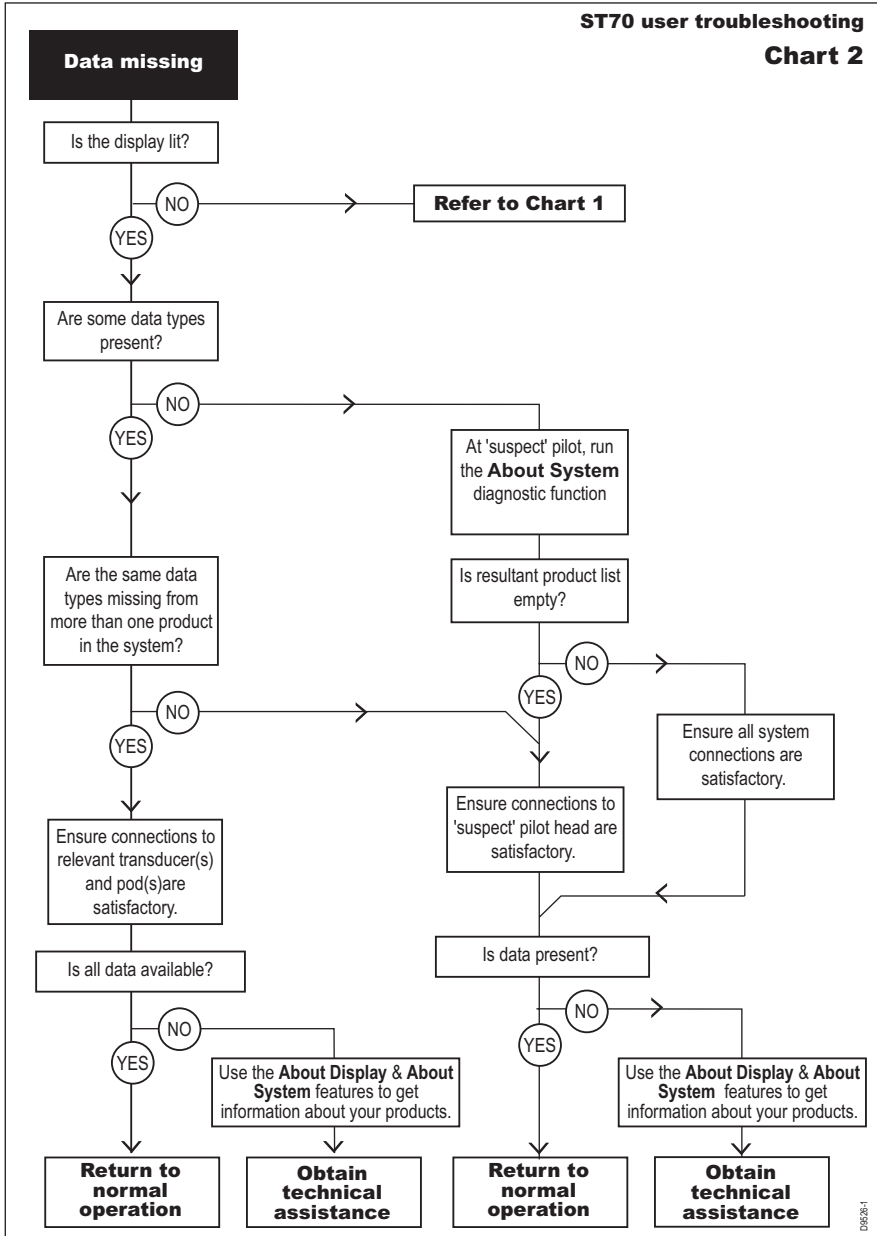 ST70 user troubleshooting
Chart 2
Data missing
Is the display lit?
NO
Refer to Chart 1
YES
Are some data types
present?
NO
YES
At 'suspect' pilot, run
the About System
diagnostic function
Are the same data
types missing from
more than one product
in the system?
Is resultant product list
empty?
NO
YES
NO
YES
Ensure all system
connections are
satisfactory.
Ensure connections to
'suspect' pilot head are
satisfactory.
Ensure connections to
relevant transducer(s)
and pod(s)are
satisfactory.
Is all data available?
Is data present?
NO
YES
NO
YES
Use the About Display & About
System features to get
information about your products.
Use the About Display & About
System features to get
information about your products.
Return to
normal
operation
Obtain
technical
assistance
Return to
normal
operation
Obtain
technical
assistance
D9526-1